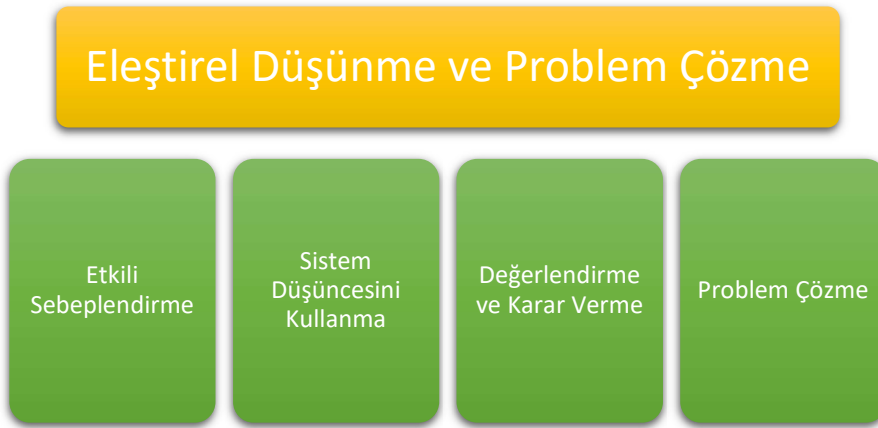 Eleştirel Düşünme ve Problem Çözme
Etkili
Sebeplendirme
Sistem
Düşüncesini
Kullanma
Değerlendirme
ve Karar Verme
Problem Çözme